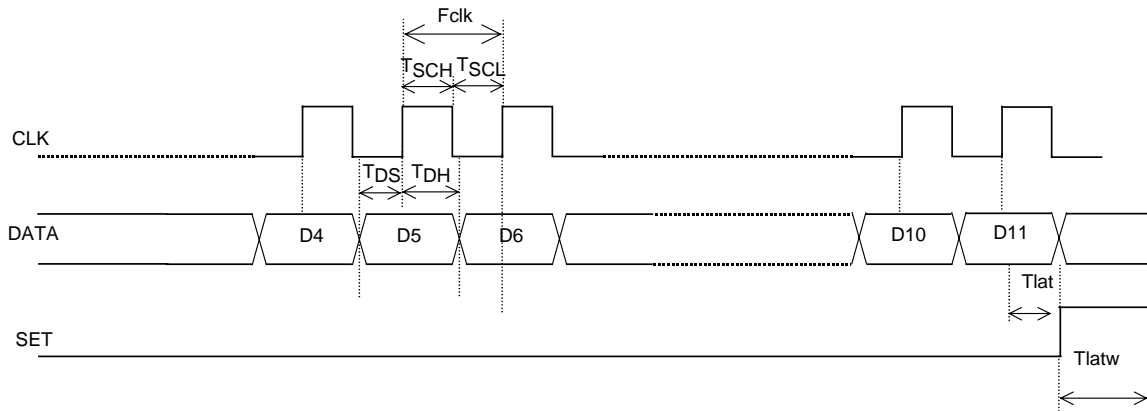 Fclk
TSCH TSCL
CLK
TDS TDH
DATA D4 D5 D6 D10 D11
Tlat
SET
Tlatw